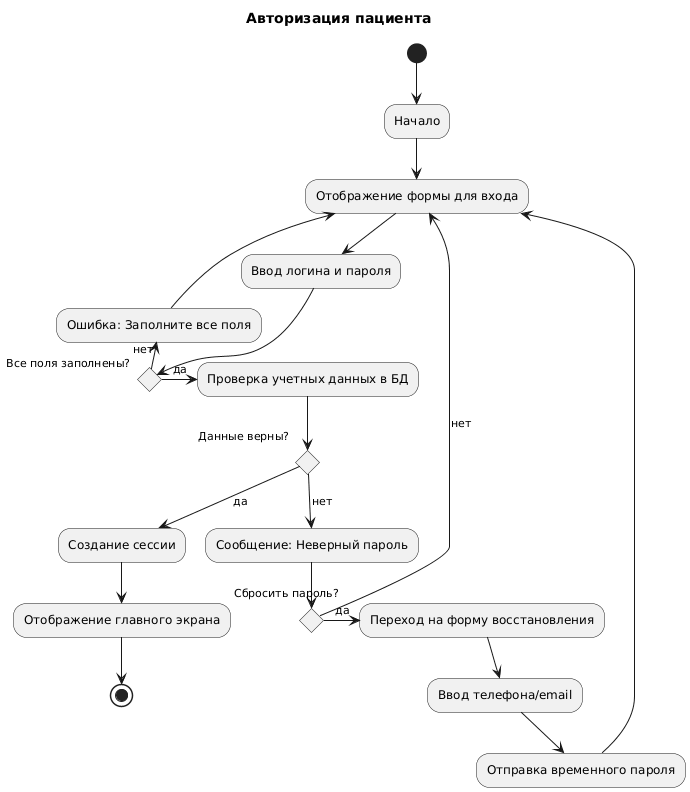 Авторизация пациента
Начало
Отображение формы для входа
Ввод логина и пароля
Ошибка: Заполните все поля
нет
Все поля заполнены?
да
Проверка учетных данных в БД
нет
Данные верны?
да
нет
Создание сессии
Сообщение: Неверный пароль
Сбросить пароль?
да
Отображение главного экрана
Переход на форму восстановления
Ввод телефона/email
Отправка временного пароля